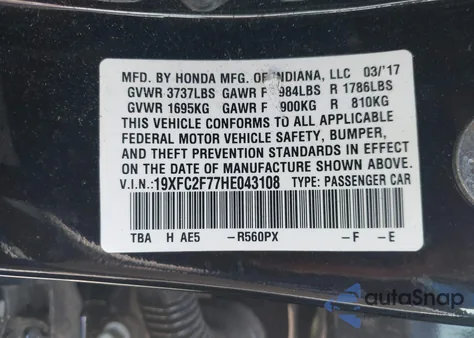 MFD. BY HONDA MFG. OF INDIANA, LLC 03/'17
GVWR 3737LBS GAWR F 984LBS R 1786LBS
GVWR 1695KG GAWR F 900KG R 810KG
THIS VEHICLE CONFORMS TO ALL APPLICABLE
FEDERAL MOTOR VEHICLE SAFETY, BUMPER,
AND THEFT PREVENTION STANDARDS IN EFFECT
ON THE DATE OF MANUFACTURE SHOWN ABOVE.
V.I.N.:19XFC2F77HE043108 TYPE: PASSENGER CAR
TBA H AE5 -R560PX -F -E
autoSnap